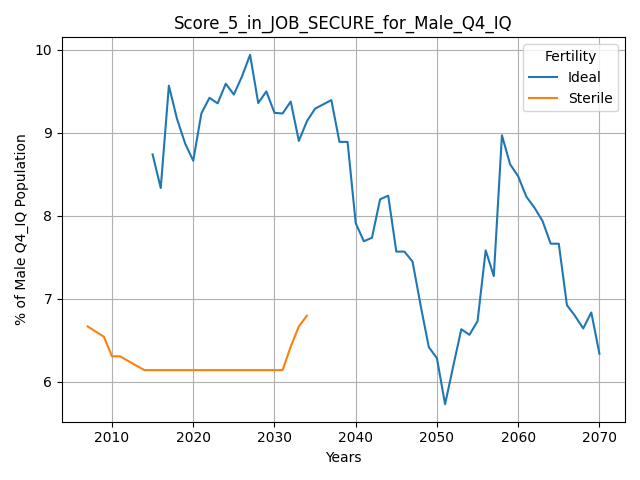 Score_5_in_JOB_SECURE_for_Male_Q4_IQ
% of Male Q4_IQ Population
10
9
8
7
6
Fertility
Ideal
Sterile
2010 2020 2030 2040 2050 2060 2070
Years